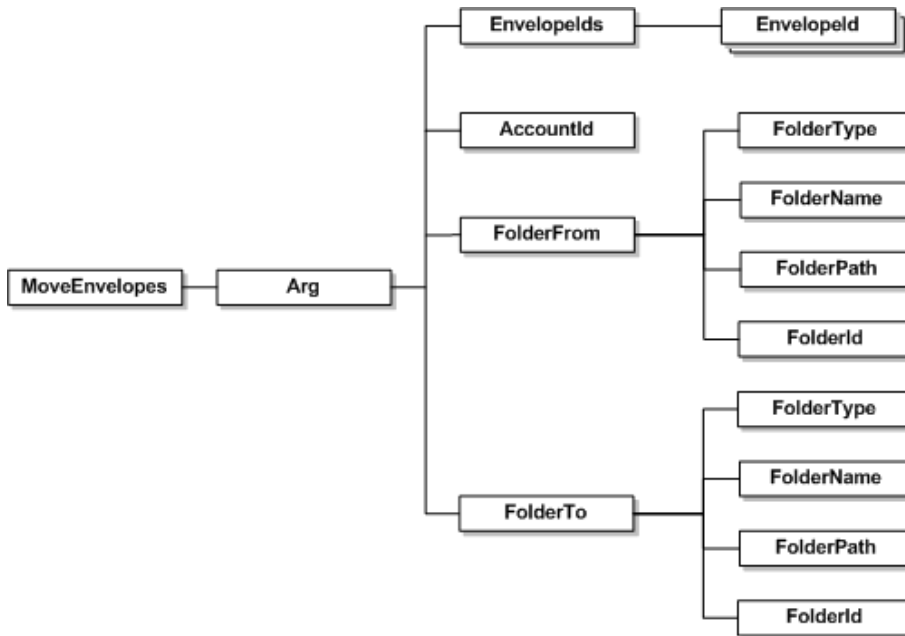 EnvelopeIds
EnvelopeId
AccountId
FolderType
FolderName
FolderFrom
FolderPath
MoveEnvelopes
Arg
FolderId
FolderType
FolderName
FolderTo
FolderPath
FolderId